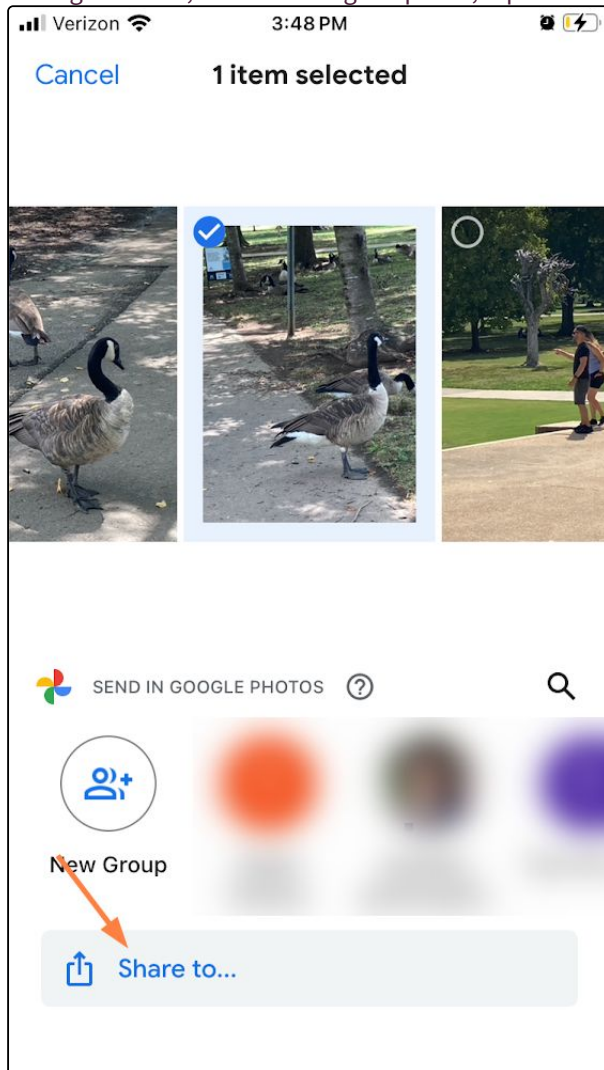 Verizon
3:48 PM
Cancel
1 item selected
SEND IN GOOGLE PHOTOS ?
New Group
Share to...